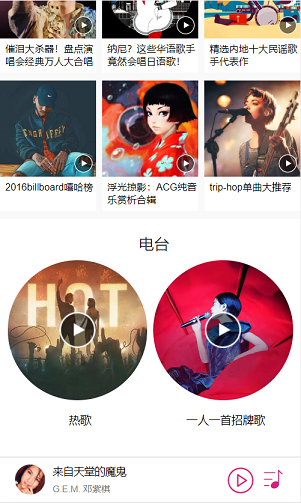 催泪大杀器！盘点演
唱会经典万人大合唱
纳尼？这些华语歌手
竟然会唱日语歌！
精选内地十大民谣歌
手代表作
2016billboard嘻哈榜
浮光掠影：ACG纯音
乐赏析合辑
trip-hop单曲大推荐
电台
HOT
热歌
一人一首招牌歌
来自天堂的魔鬼
G.E.M. 邓紫棋